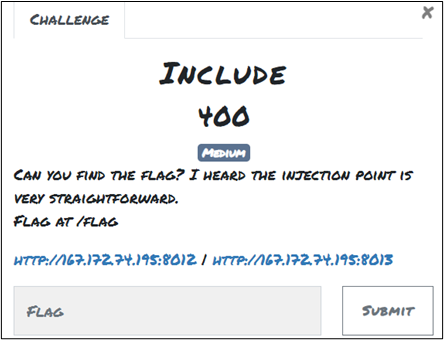 Challenge
×
Include
400
Medium
Can you find the flag? I heard the injection point is
very straightforward.
Flag at /flag
http://167.172.74.195:8012 / http://167.172.74.195:8013
Flag
Submit